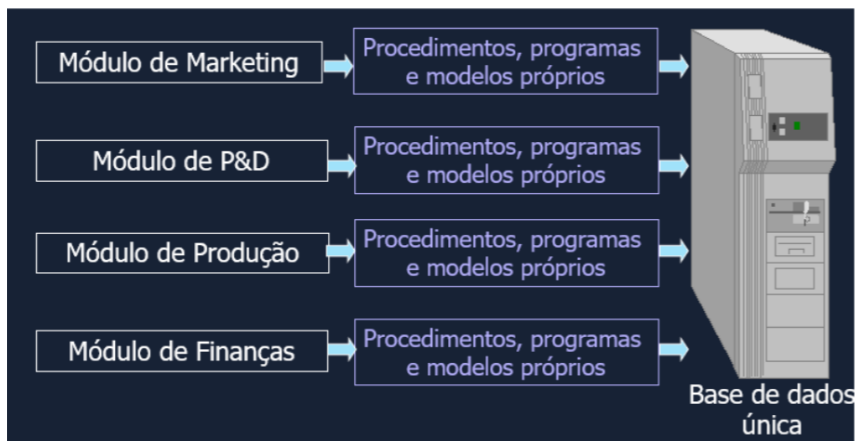 Módulo de Marketing
Procedimentos, programas
e modelos próprios
Módulo de P&D
Procedimentos, programas
e modelos próprios
Módulo de Produção
Procedimentos, programas
e modelos próprios
Módulo de Finanças
Procedimentos, programas
e modelos próprios
Base de dados
única